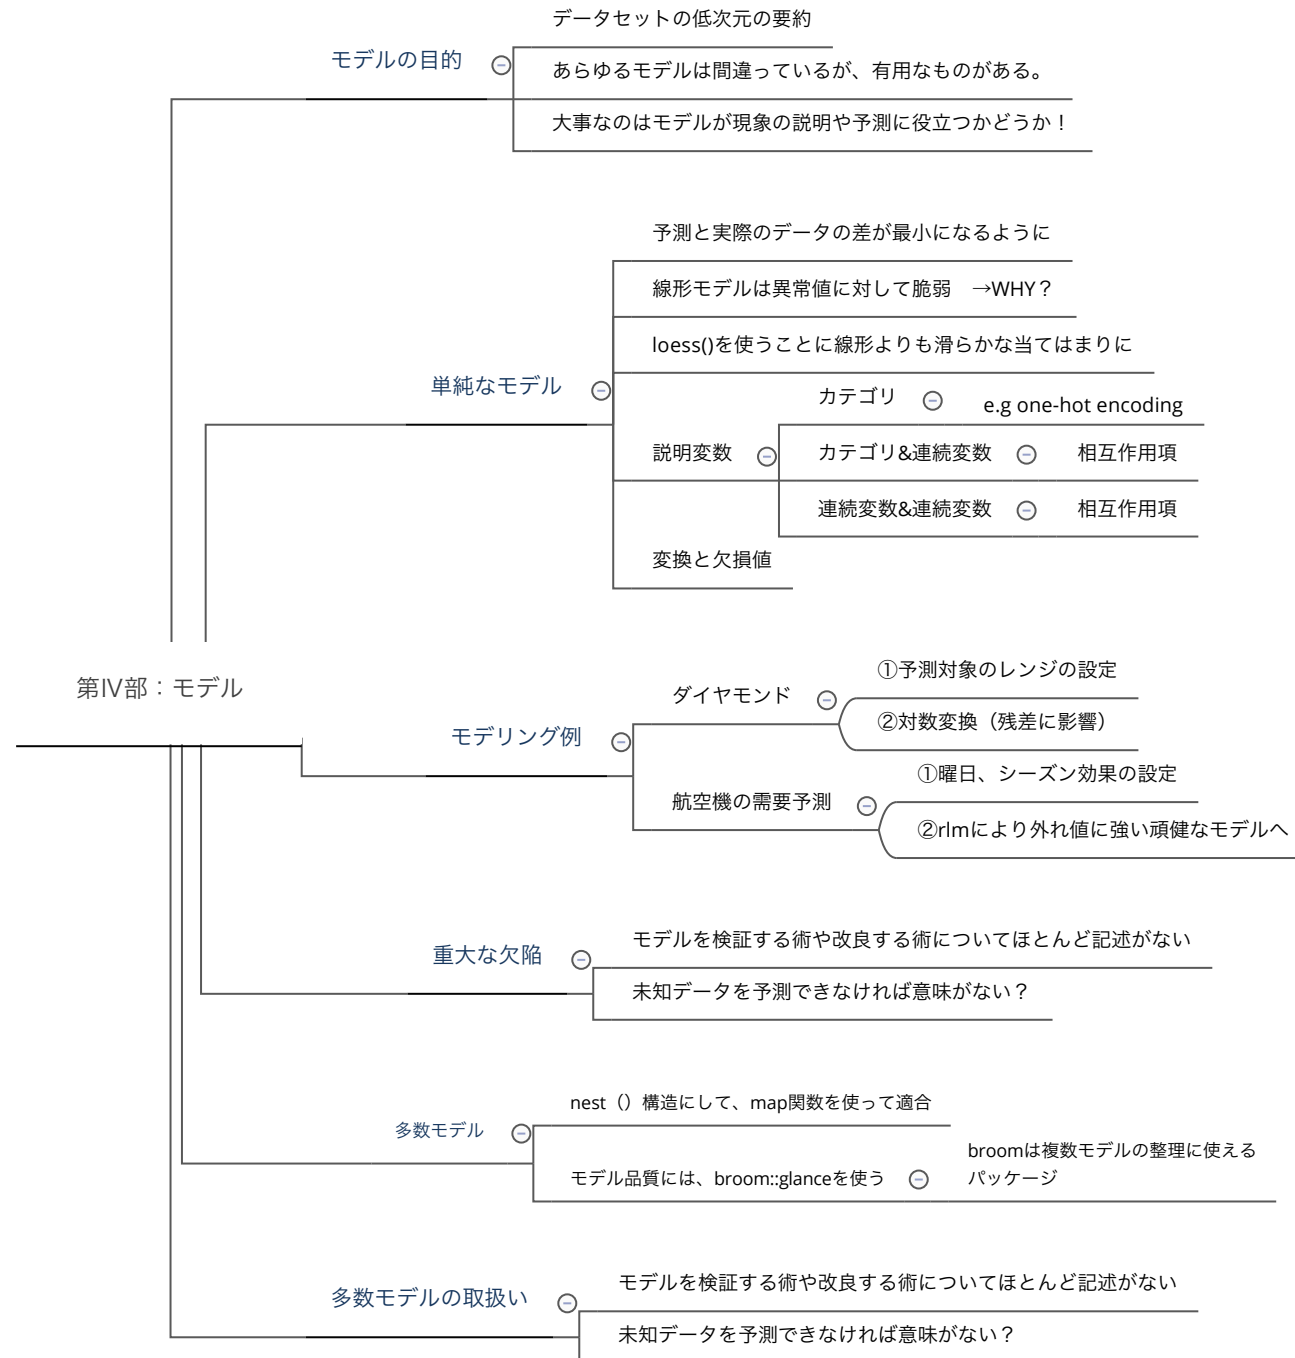 データセットの低次元の要約
モデルの目的
あらゆるモデルは間違っているが、有用なものがある。
大事なのはモデルが現象の説明や予測に役立つかどうか！
予測と実際のデータの差が最小になるように
線形モデルは異常値に対して脆弱　→WHY？
loess()を使うことに線形よりも滑らかな当てはまりに
単純なモデル
カテゴリ
e.g one-hot encoding
説明変数
カテゴリ&連続変数
相互作用項
連続変数&連続変数
相互作用項
変換と欠損値
第Ⅳ部：モデル
①予測対象のレンジの設定
ダイヤモンド
②対数変換（残差に影響）
モデリング例
①曜日、シーズン効果の設定
航空機の需要予測
②rlmにより外れ値に強い頑健なモデルへ
モデルを検証する術や改良する術についてほとんど記述がない
重大な欠陥
未知データを予測できなければ意味がない？
nest（）構造にして、map関数を使って適合
多数モデル
broomは複数モデルの整理に使える
パッケージ
モデル品質には、broom::glanceを使う
モデルを検証する術や改良する術についてほとんど記述がない
多数モデルの取扱い
未知データを予測できなければ意味がない？